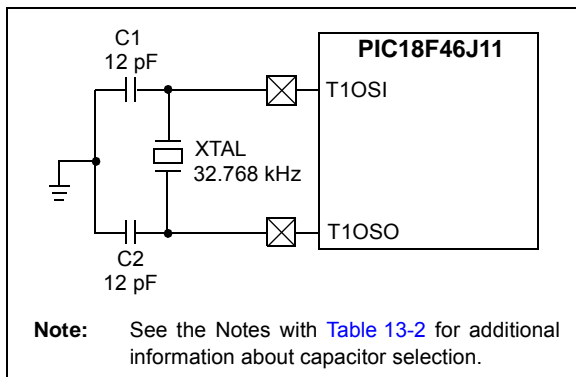 C1
12 pF
PIC18F46J11
T1OSI
XTAL
32.768 kHz
T1OSO
C2
12 pF
Note: See the Notes with Table 13-2 for additional
information about capacitor selection.